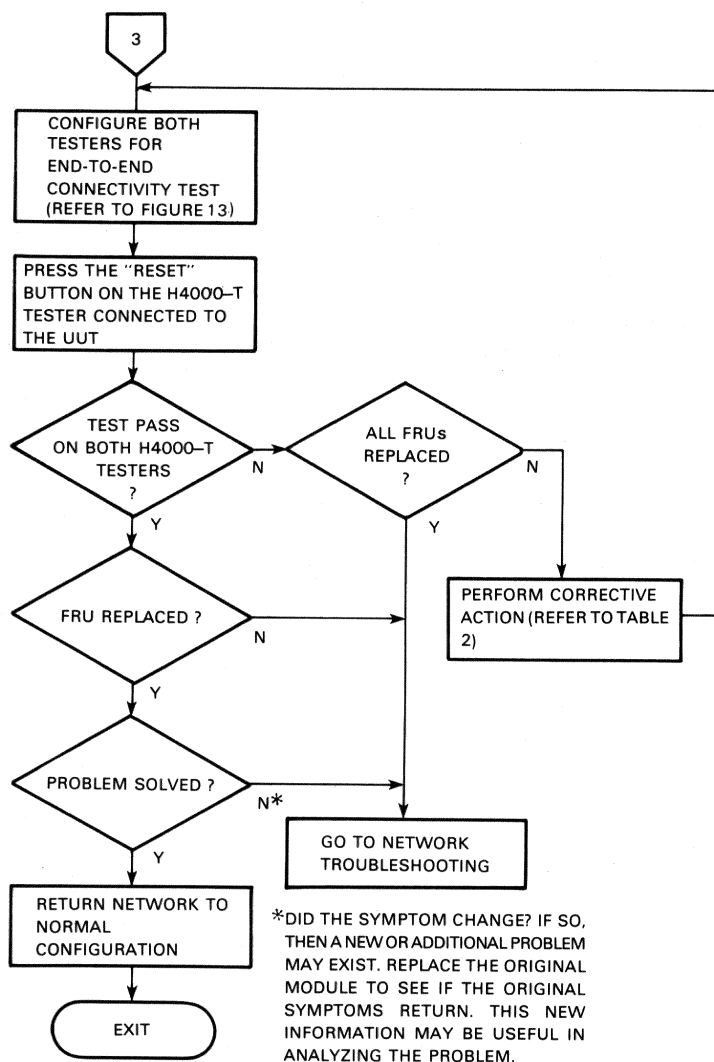 3
CONFIGURE BOTH
TESTERS FOR
END-TO-END
CONNECTIVITY TEST
(REFER TO FIGURE 13)
PRESS THE "RESET"
BUTTON ON THE H4000-T
TESTER CONNECTED TO
THE UUT
TEST PASS
ON BOTH H4000-T
TESTERS
?
N
Y
ALL FRUs
REPLACED
?
N
Y
PERFORM CORRECTIVE
ACTION (REFER TO TABLE
2)
FRU REPLACED ?
N
Y
PROBLEM SOLVED ?
N*
Y
GO TO NETWORK
TROUBLESHOOTING
RETURN NETWORK TO
NORMAL
CONFIGURATION
EXIT
*DID THE SYMPTOM CHANGE? IF SO,
THEN A NEW OR ADDITIONAL PROBLEM
MAY EXIST. REPLACE THE ORIGINAL
MODULE TO SEE IF THE ORIGINAL
SYMPTOMS RETURN. THIS NEW
INFORMATION MAY BE USEFUL IN
ANALYZING THE PROBLEM.